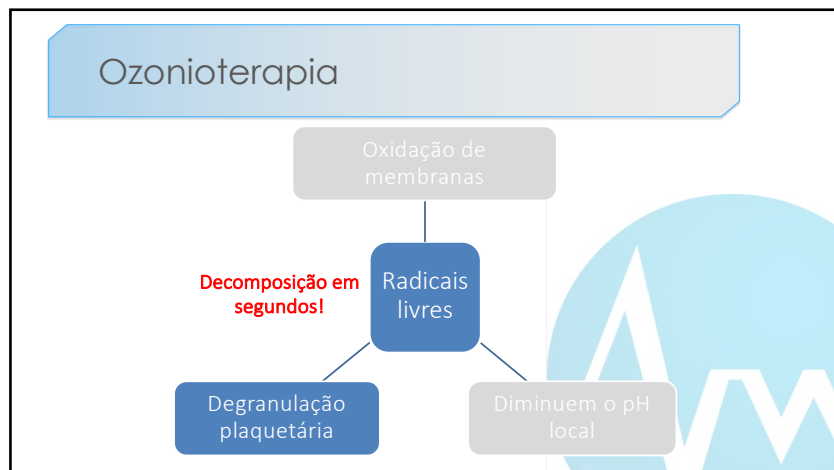 Ozonioterapia
Oxidação de
membranas
Decomposição em
segundos!
Radicais
livres
Degranulação
plaquetária
Diminuem o pH
local